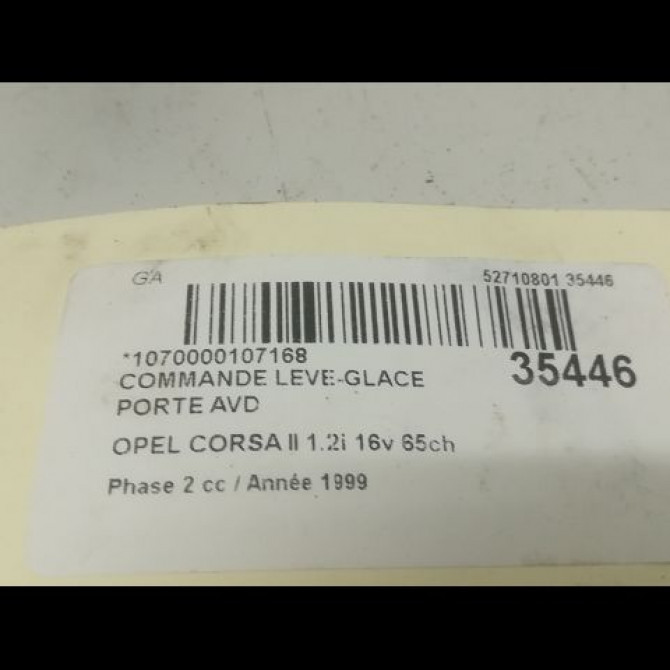 G'A
52710801 35446
*1070000107168
35446
COMMANDE LEVE-GLACE
PORTE AVD
OPEL CORSA II 1.2i 16v 65ch
Phase 2 cc / Année 1999